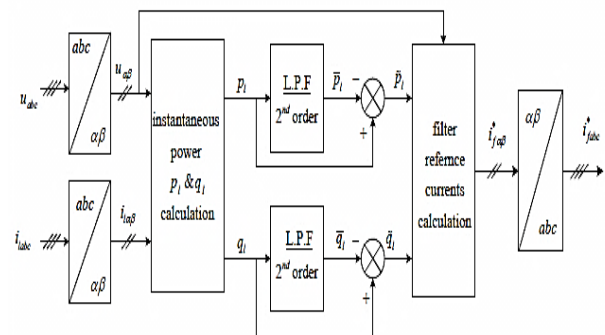 abc
αβ
u_abc
u_αβ
abc
αβ
i_labc
i_lαβ
instantaneous
power
p_l &q_l
calculation
p_l
L.P.F
2nd order
p̅_l
−
+
p̃_l
q_l
L.P.F
2nd order
q̅_l
−
+
q̃_l
filter
refernce
currents
calculation
i*_fαβ
αβ
abc
i*_fabc